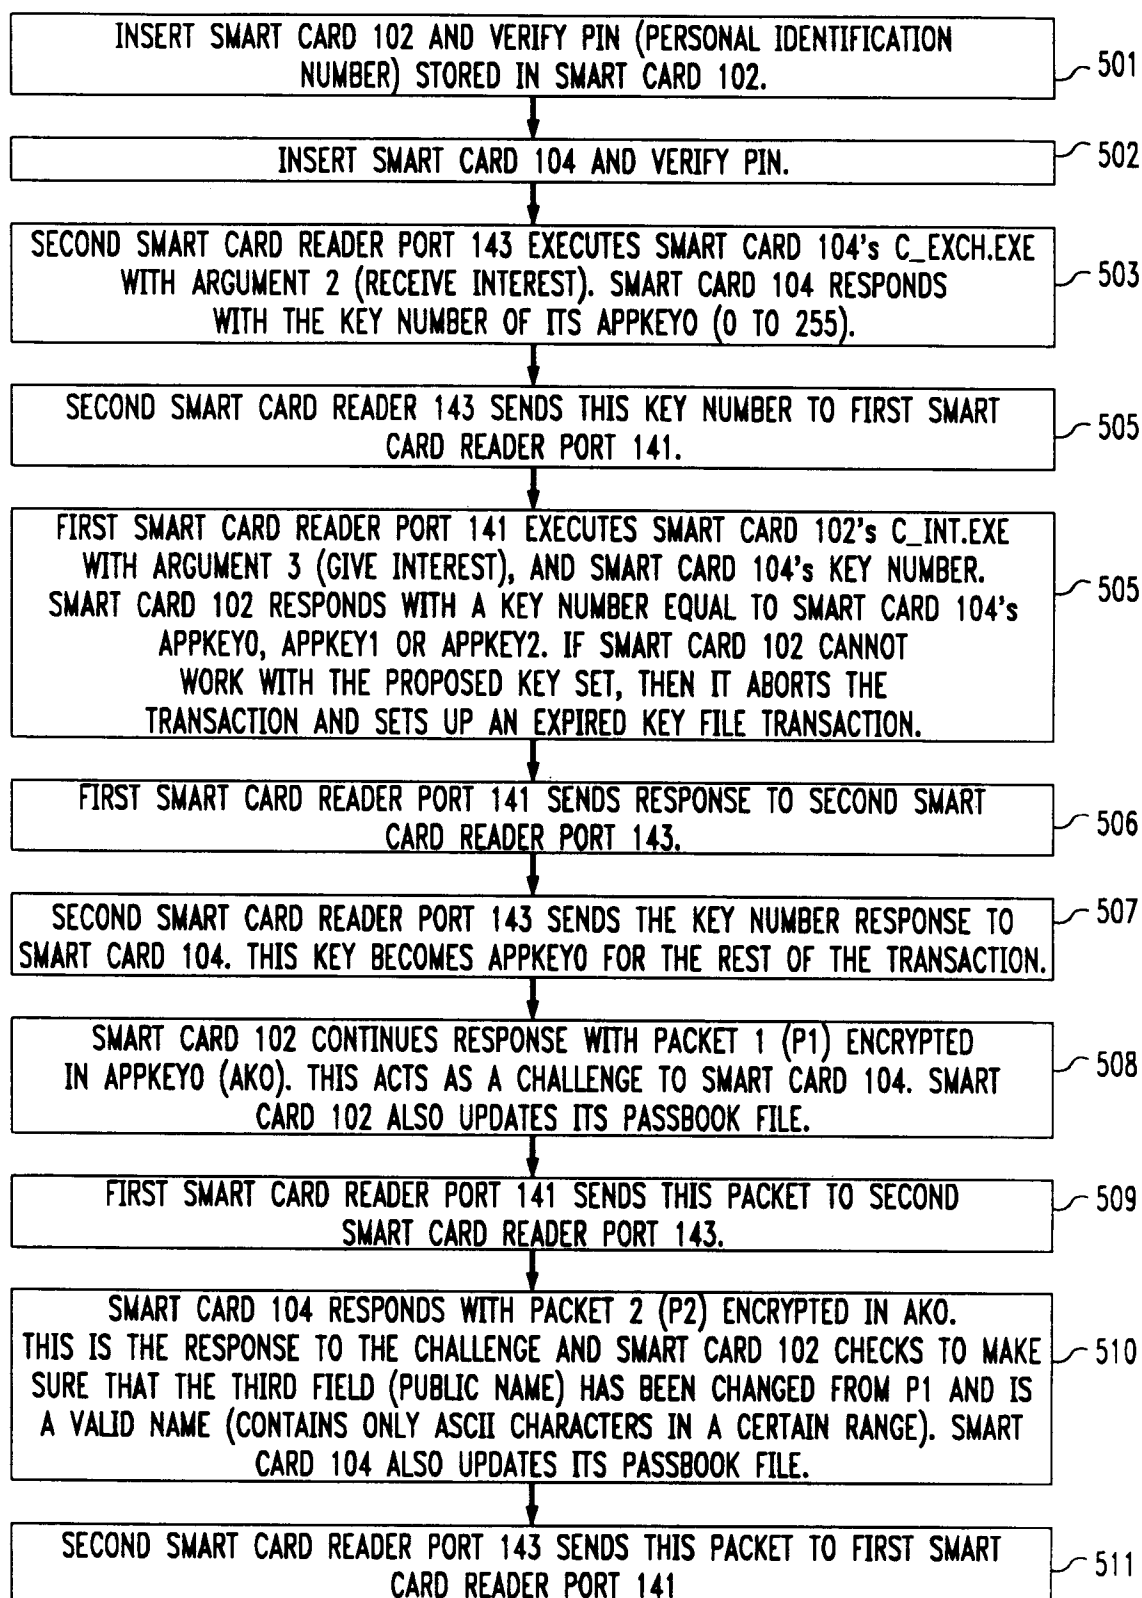 INSERT SMART CARD 102 AND VERIFY PIN (PERSONAL IDENTIFICATION
NUMBER) STORED IN SMART CARD 102.
501
INSERT SMART CARD 104 AND VERIFY PIN.
502
SECOND SMART CARD READER PORT 143 EXECUTES SMART CARD 104's C_EXCH.EXE
WITH ARGUMENT 2 (RECEIVE INTEREST). SMART CARD 104 RESPONDS
WITH THE KEY NUMBER OF ITS APPKEY0 (0 TO 255).
503
SECOND SMART CARD READER 143 SENDS THIS KEY NUMBER TO FIRST SMART
CARD READER PORT 141.
505
FIRST SMART CARD READER PORT 141 EXECUTES SMART CARD 102's C_INT.EXE
WITH ARGUMENT 3 (GIVE INTEREST), AND SMART CARD 104's KEY NUMBER.
SMART CARD 102 RESPONDS WITH A KEY NUMBER EQUAL TO SMART CARD 104's
APPKEY0, APPKEY1 OR APPKEY2. IF SMART CARD 102 CANNOT
WORK WITH THE PROPOSED KEY SET, THEN IT ABORTS THE
TRANSACTION AND SETS UP AN EXPIRED KEY FILE TRANSACTION.
505
FIRST SMART CARD READER PORT 141 SENDS RESPONSE TO SECOND SMART
CARD READER PORT 143.
506
SECOND SMART CARD READER PORT 143 SENDS THE KEY NUMBER RESPONSE TO
SMART CARD 104. THIS KEY BECOMES APPKEY0 FOR THE REST OF THE TRANSACTION.
507
SMART CARD 102 CONTINUES RESPONSE WITH PACKET 1 (P1) ENCRYPTED
IN APPKEY0 (AK0). THIS ACTS AS A CHALLENGE TO SMART CARD 104. SMART
CARD 102 ALSO UPDATES ITS PASSBOOK FILE.
508
FIRST SMART CARD READER PORT 141 SENDS THIS PACKET TO SECOND
SMART CARD READER PORT 143.
509
SMART CARD 104 RESPONDS WITH PACKET 2 (P2) ENCRYPTED IN AK0.
THIS IS THE RESPONSE TO THE CHALLENGE AND SMART CARD 102 CHECKS TO MAKE
SURE THAT THE THIRD FIELD (PUBLIC NAME) HAS BEEN CHANGED FROM P1 AND IS
A VALID NAME (CONTAINS ONLY ASCII CHARACTERS IN A CERTAIN RANGE). SMART
CARD 104 ALSO UPDATES ITS PASSBOOK FILE.
510
SECOND SMART CARD READER PORT 143 SENDS THIS PACKET TO FIRST SMART
CARD READER PORT 141
511